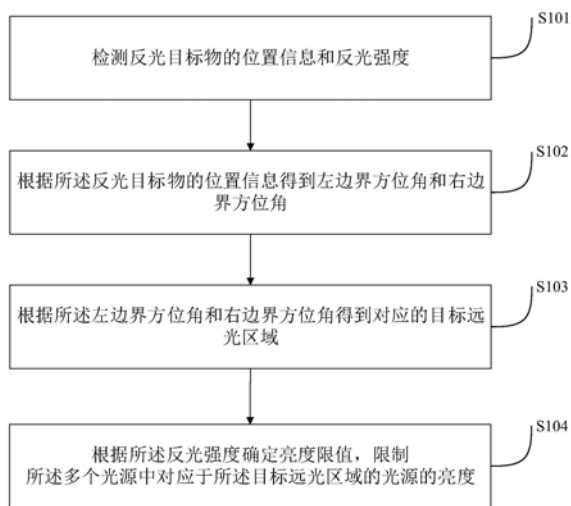 S101
检测反光目标物的位置信息和反光强度
S102
根据所述反光目标物的位置信息得到左边界方位角和右边
界方位角
S103
根据所述左边界方位角和右边界方位角得到对应的目标远
光区域
S104
根据所述反光强度确定亮度限值，限制
所述多个光源中对应于所述目标远光区域的光源的亮度